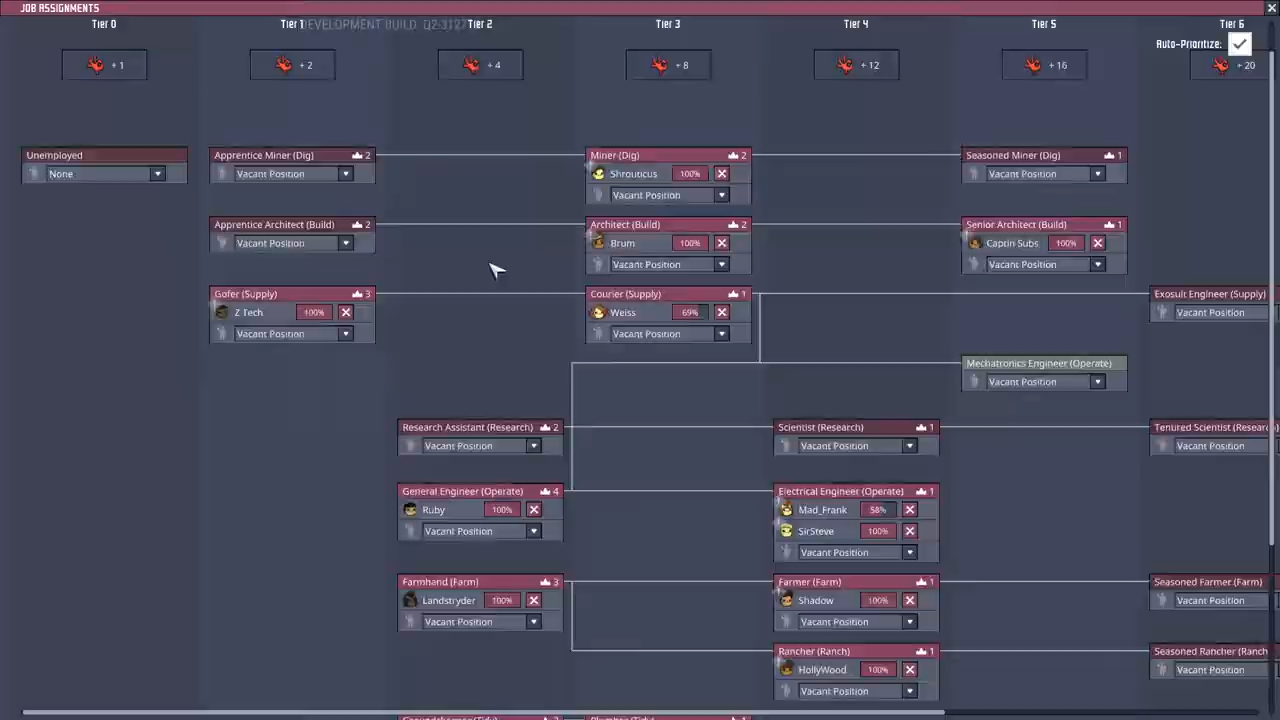 JOB ASSIGNMENTS
Tier 0
Tier 1
DEVELOPMENT BUILD
Tier 2
Tier 3
Tier 4
Tier 5
Tier 6
Auto-Prioritize:
+ 1
+ 2
+ 4
+ 8
+ 12
+ 16
+ 20
Unemployed
None
Apprentice Miner (Dig) 2
Vacant Position
Miner (Dig) 2
Shrouticus 100%
Vacant Position
Seasoned Miner (Dig) 1
Vacant Position
Apprentice Architect (Build) 2
Vacant Position
Architect (Build) 2
Brum 100%
Vacant Position
Senior Architect (Build) 1
Captin Subs 100%
Vacant Position
Gofer (Supply) 3
Z Tech 100%
Vacant Position
Courier (Supply) 1
Weiss 69%
Vacant Position
Exosuit Engineer (Supply)
Vacant Position
Mechatronics Engineer (Operate)
Vacant Position
Research Assistant (Research) 2
Vacant Position
Scientist (Research) 1
Vacant Position
Tenured Scientist (Research)
Vacant Position
General Engineer (Operate) 4
Ruby 100%
Vacant Position
Electrical Engineer (Operate) 1
Mad_Frank 58%
SirSteve 100%
Vacant Position
Farmhand (Farm) 3
Landstryder 100%
Vacant Position
Farmer (Farm) 1
Shadow 100%
Vacant Position
Seasoned Farmer (Farm)
Vacant Position
Rancher (Ranch) 1
HollyWood 100%
Vacant Position
Seasoned Rancher (Ranch
Vacant Position